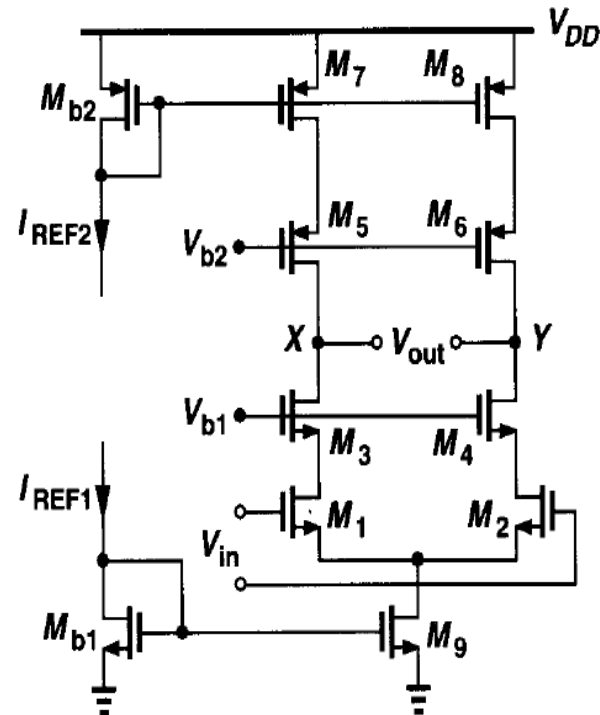 V_DD
M_b2
M_7
M_8
I_REF2
V_b2
M_5
M_6
X
V_out
Y
V_b1
M_3
M_4
I_REF1
V_in
M_1
M_2
M_b1
M_9